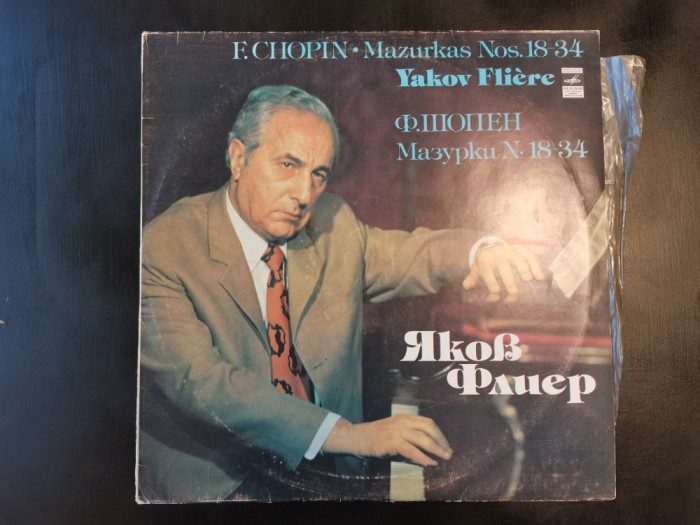 F. CHOPIN • Mazurkas Nos. 18-34
Yakov Flière
Ф.ШОПЕН
Мазурки №. 18-34
Яков
Флиер